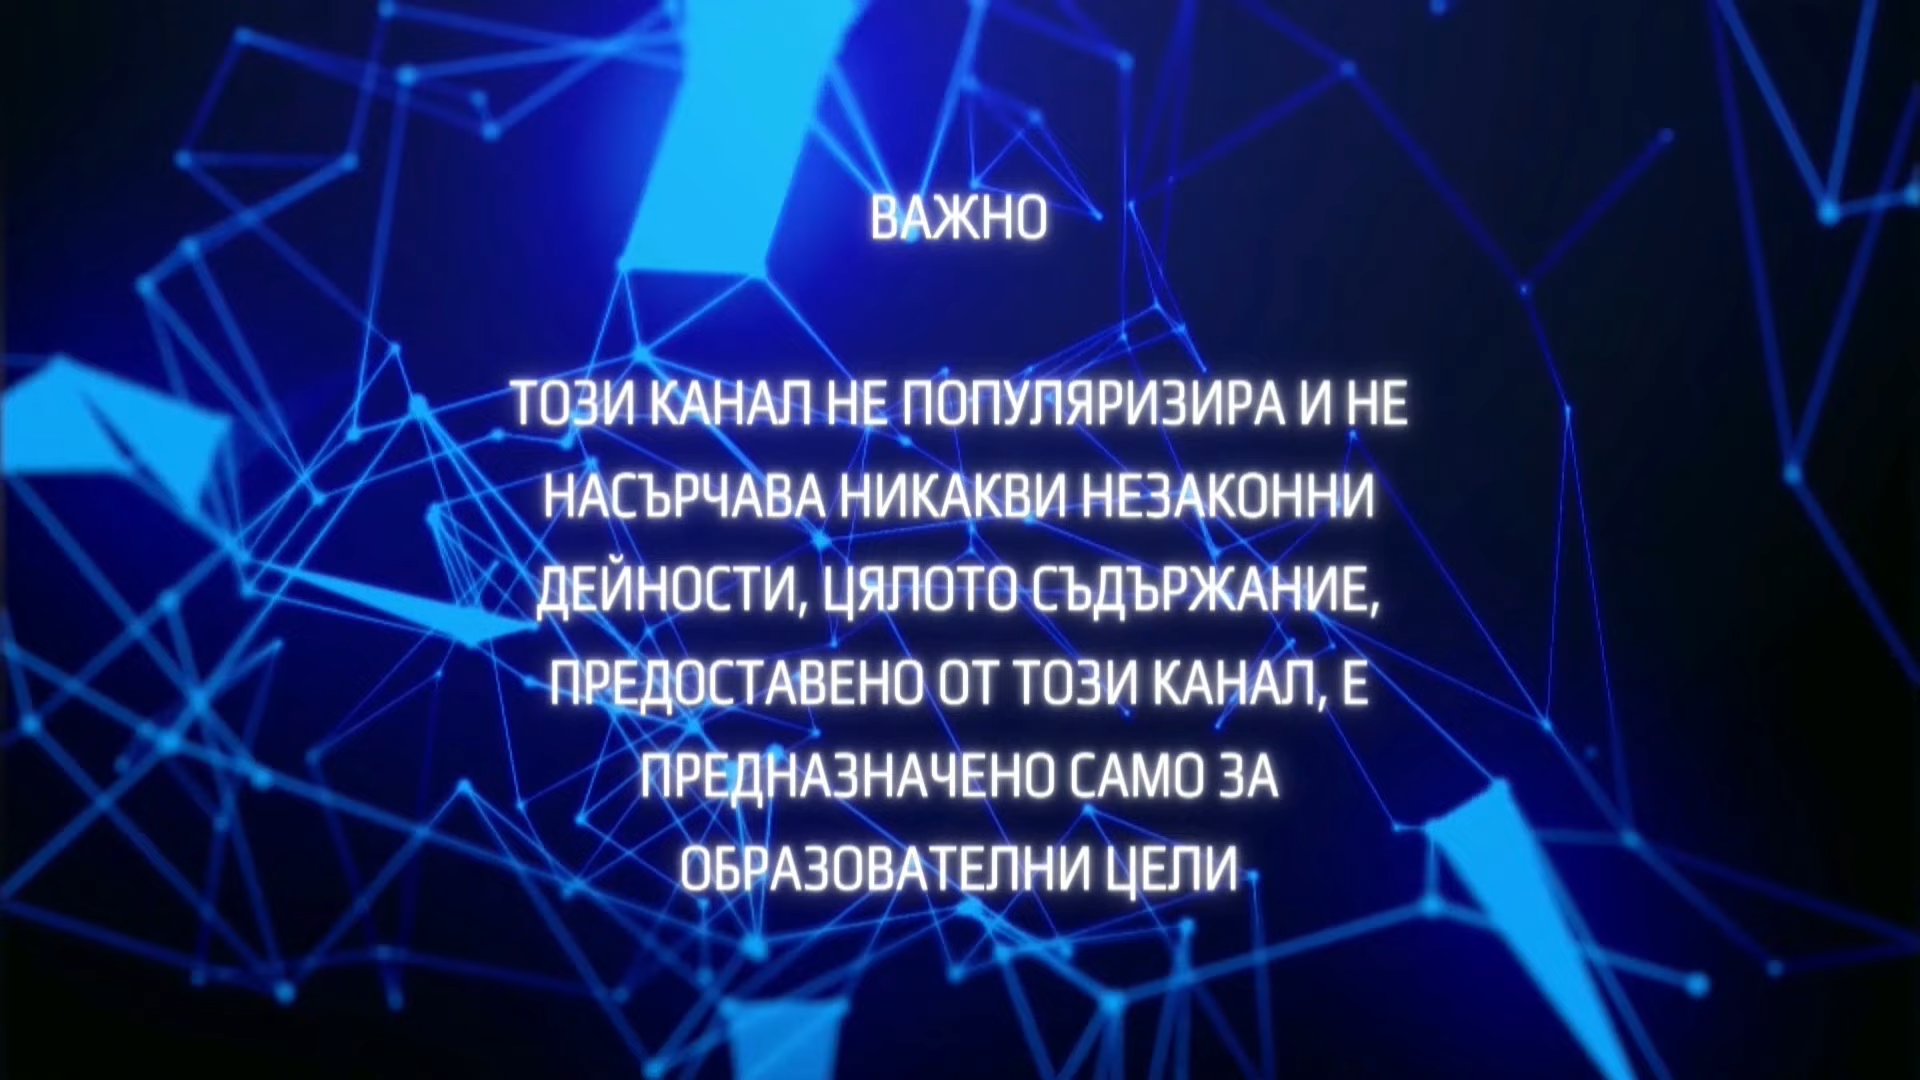 ВАЖНО
ТОЗИ КАНАЛ НЕ ПОПУЛЯРИЗИРА И НЕ
НАСЪРЧАВА НИКАКВИ НЕЗАКОННИ
ДЕЙНОСТИ, ЦЯЛОТО СЪДЪРЖАНИЕ,
ПРЕДОСТАВЕНО ОТ ТОЗИ КАНАЛ, Е
ПРЕДНАЗНАЧЕНО САМО ЗА
ОБРАЗОВАТЕЛНИ ЦЕЛИ